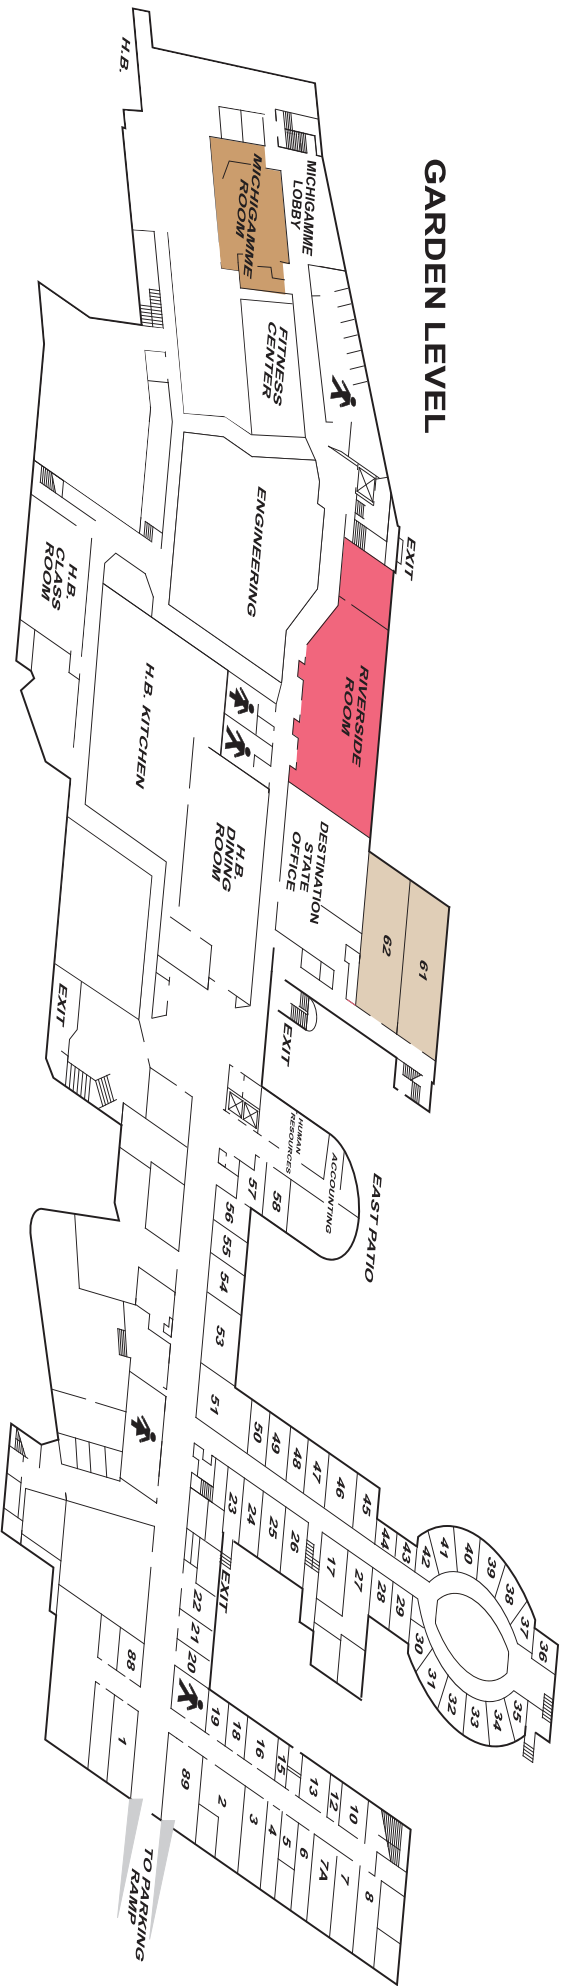 GARDEN LEVEL
H.B.
MICHIGAMME
LOBBY
MICHIGAMME
ROOM
FITNESS
CENTER
EXIT
ENGINEERING
H.B.
CLASS
ROOM
RIVERSIDE
ROOM
H.B. KITCHEN
DESTINATION
STATE
OFFICE
H.B.
DINING
ROOM
62
61
EXIT
EXIT
HUMAN
RESOURCES
ACCOUNTING
EAST PATIO
58
57
56
55
54
53
51
50
49
48
47
46
45
44
43
42
41
40
39
38
37
36
35
34
33
32
31
30
29
28
27
17
26
25
24
23
EXIT
22
21
20
19
18
16
15
13
12
10
88
1
89
2
3
4
5
6
7A
7
8
TO PARKING
RAMP